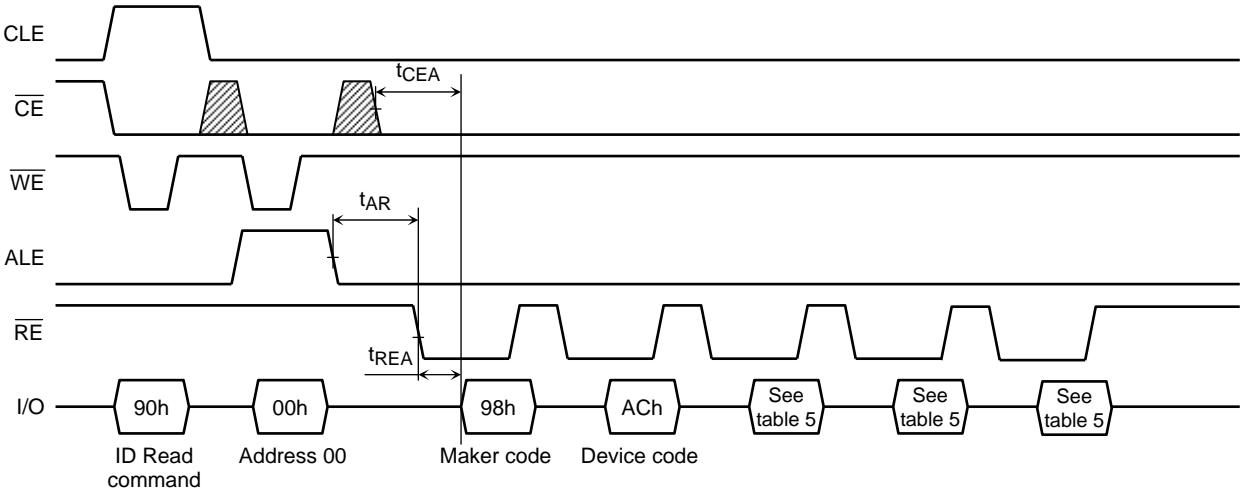 CLE
tCEA
CE
WE
tAR
ALE
RE
tREA
I/O
90h
00h
98h
ACh
See
table 5
See
table 5
See
table 5
ID Read
command
Address 00
Maker code
Device code